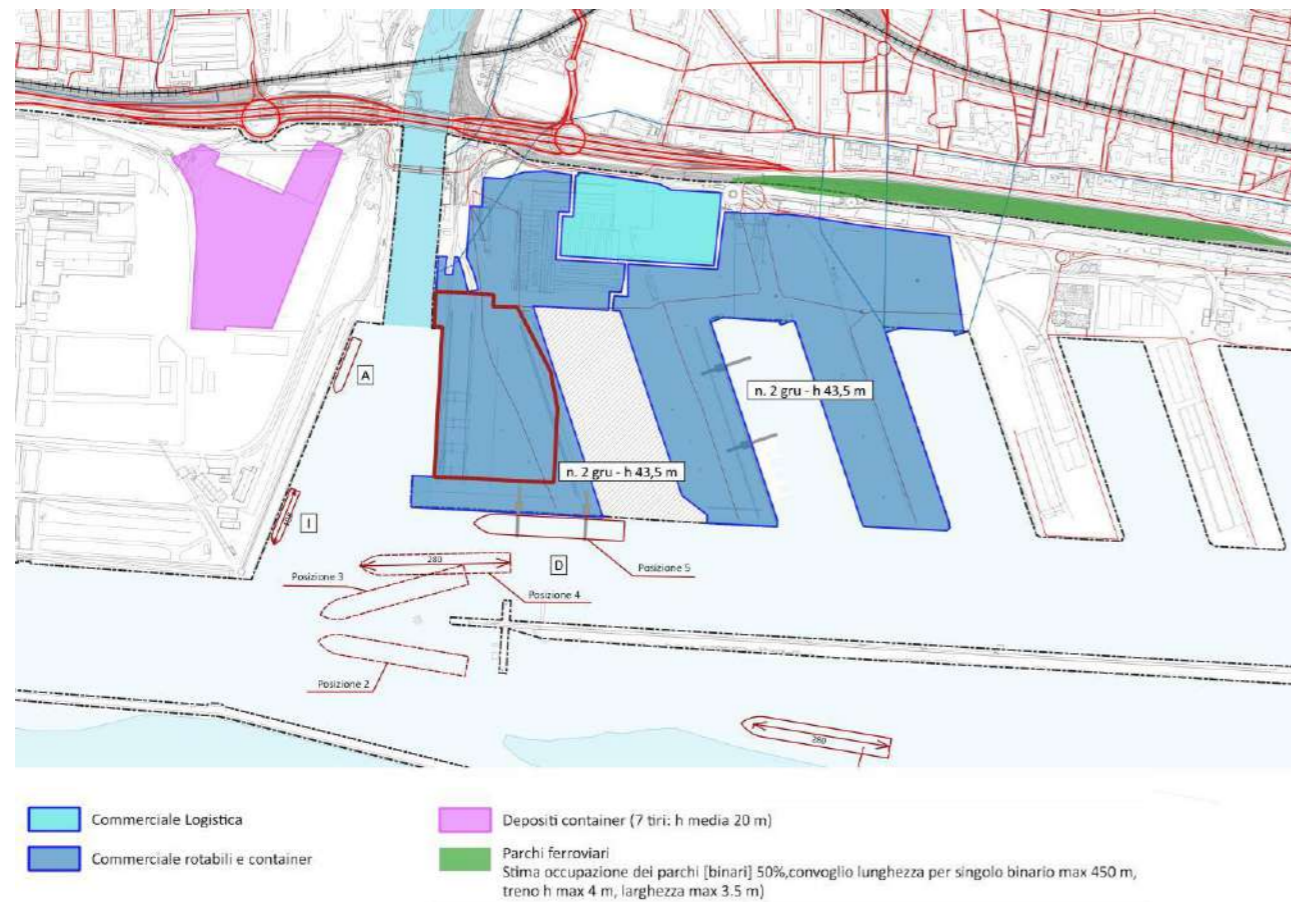 A
n. 2 gru - h 43,5 m
n. 2 gru - h 43,5 m
I
D
Posizione 5
280
Posizione 3
Posizione 4
Posizione 2
280
Commerciale Logistica
Commerciale rotabili e container
Depositi container (7 tiri: h media 20 m)
Parchi ferroviari
Stima occupazione dei parchi [binari] 50%,convoglio lunghezza per singolo binario max 450 m,
treno h max 4 m, larghezza max 3.5 m)